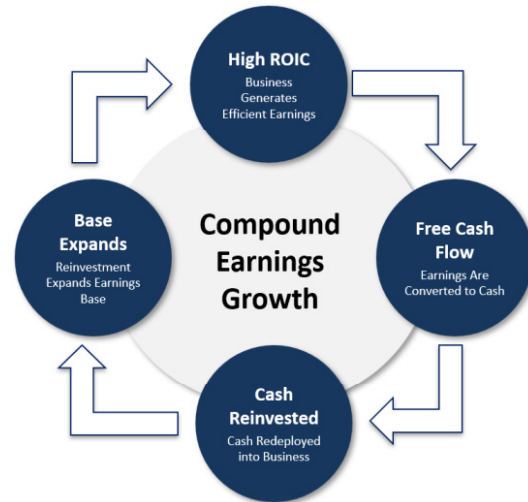 High ROIC
Business
Generates
Efficient Earnings
Free Cash
Flow
Earnings Are
Converted to Cash
Cash
Reinvested
Cash Redeployed
into Business
Base
Expands
Reinvestment
Expands Earnings
Base
Compound
Earnings
Growth